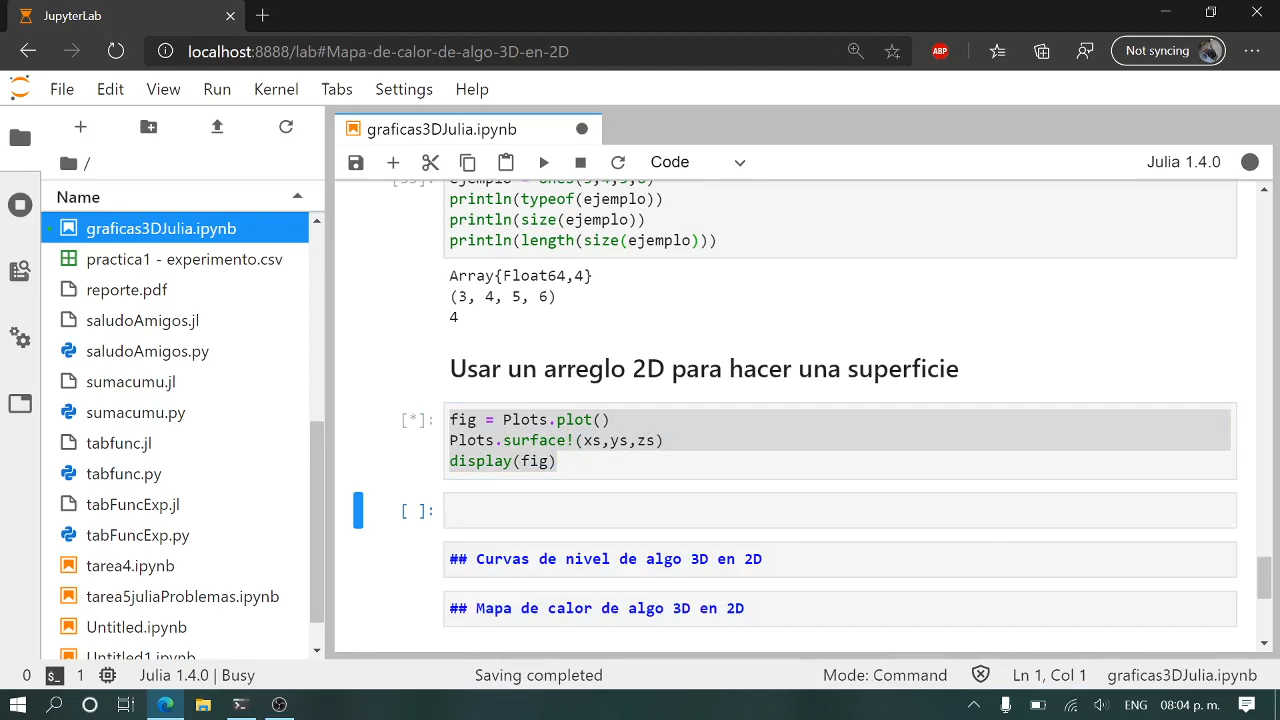 JupyterLab
localhost:8888/lab#Mapa-de-calor-de-algo-3D-en-2D
ABP
Not syncing
File Edit View Run Kernel Tabs Settings Help
graficas3DJulia.ipynb
Code
Julia 1.4.0
/
Name
graficas3DJulia.ipynb
practica1 - experimento.csv
reporte.pdf
saludoAmigos.jl
saludoAmigos.py
sumacumu.jl
sumacumu.py
tabfunc.jl
tabfunc.py
tabFuncExp.jl
tabFuncExp.py
tarea4.ipynb
tarea5juliaProblemas.ipynb
Untitled.ipynb
Untitled1.ipynb
println(typeof(ejemplo))
println(size(ejemplo))
println(length(size(ejemplo)))
Array{Float64,4}
(3, 4, 5, 6)
4
Usar un arreglo 2D para hacer una superficie
[*]:
fig = Plots.plot()
Plots.surface!(xs,ys,zs)
display(fig)
[ ]:
## Curvas de nivel de algo 3D en 2D
## Mapa de calor de algo 3D en 2D
0 $_ 1 Julia 1.4.0 | Busy Saving completed Mode: Command Ln 1, Col 1 graficas3DJulia.ipynb
ENG 08:04 p. m.